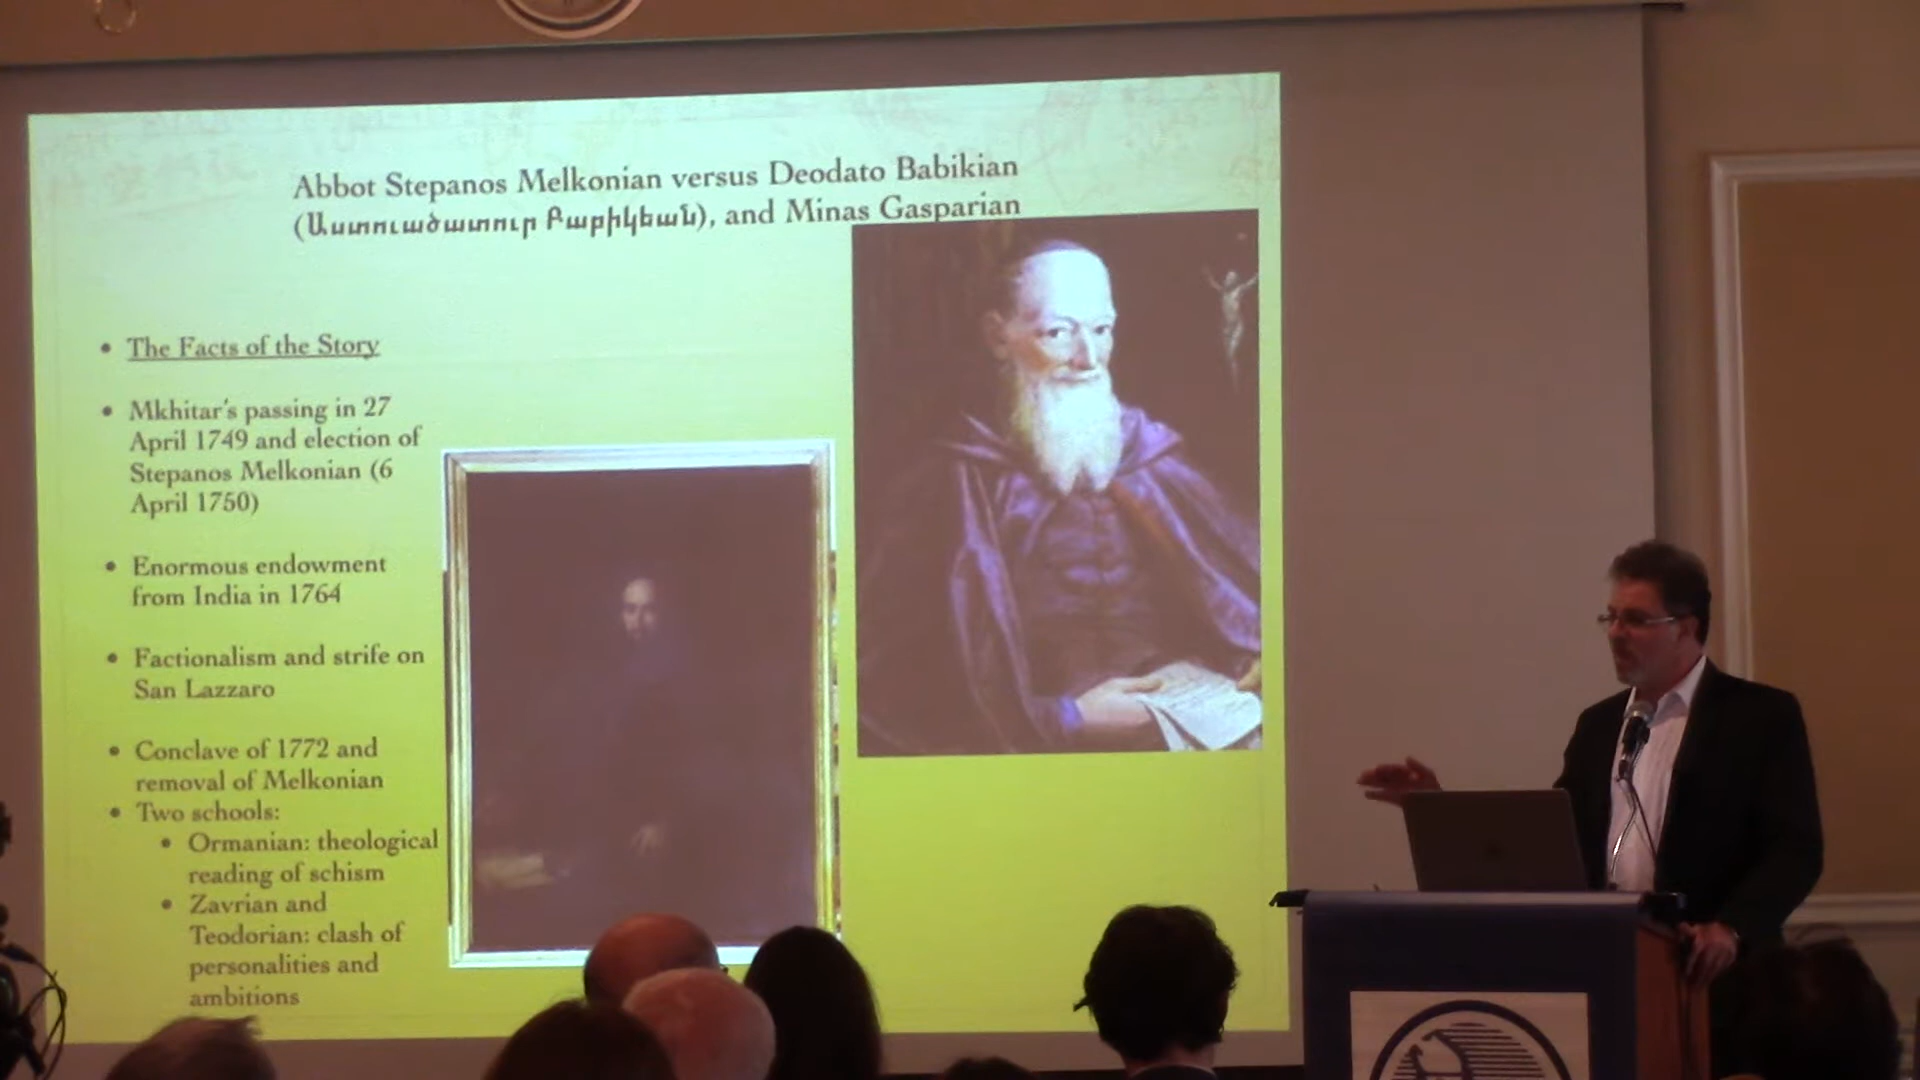 Abbot Stepanos Melkonian versus Deodato Babikian
(Աստուածատուր Բաբիկեան), and Minas Gasparian
• The Facts of the Story
• Mkhitar's passing in 27
April 1749 and election of
Stepanos Melkonian (6
April 1750)
• Enormous endowment
from India in 1764
• Factionalism and strife on
San Lazzaro
• Conclave of 1772 and
removal of Melkonian
• Two schools:
• Ormanian: theological
reading of schism
• Zavrian and
Teodorian: clash of
personalities and
ambitions